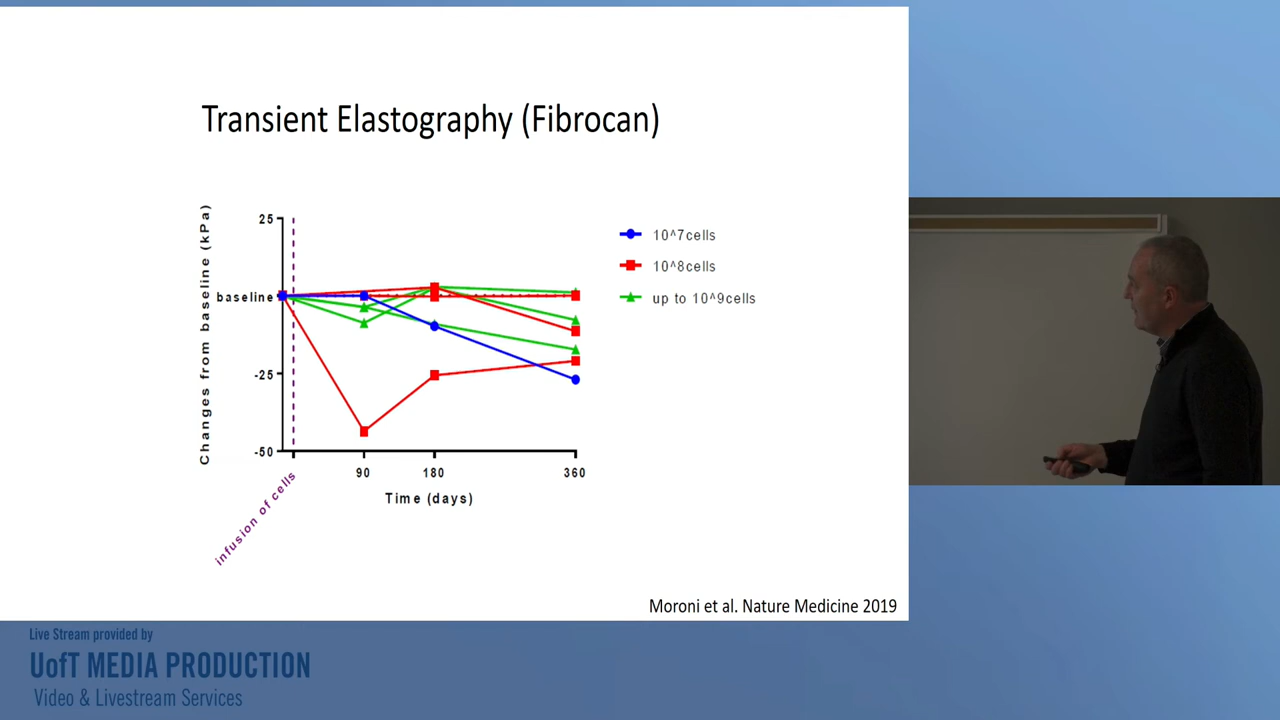 Transient Elastography (Fibrocan)
Changes from baseline (kPa)
25
baseline
-25
-50
90
180
360
Time (days)
infusion of cells
10^7cells
10^8cells
up to 10^9cells
Moroni et al. Nature Medicine 2019
Live Stream provided by
UofT MEDIA PRODUCTION
Video & Livestream Services